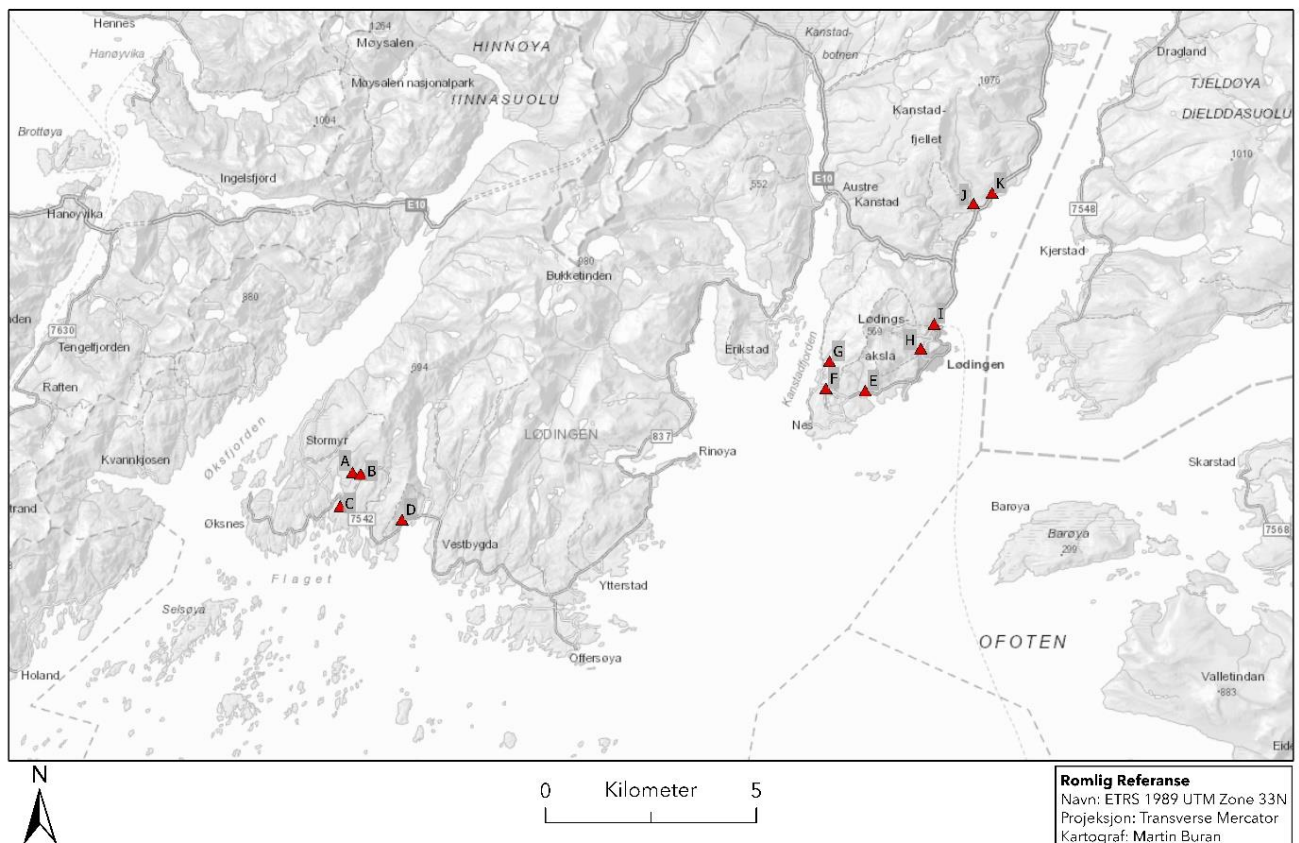 Hennes
1264
Møysalen
HINNØYA
Kanstad-
botnen
Dragland
Hanøyvika
Møysalen nasjonalpark
IINNASUOLU
1076
TJELDØYA
Kanstad-
fjellet
DIELDDASUOLU
Brottøya
1004
1010
Ingelsfjord
E10
552
Austre
Kanstad
J
K
Hanøyvika
E10
7548
Kjerstad
980
Bukketinden
880
7630
Tengelfjorden
Lødings-
569
aksla
I
H
Lødingen
Erikstad
Kanstadfjorden
G
F
E
Raften
594
Nes
LØDINGEN
837
Rinøya
Stormyr
Øksfjorden
Kvannkjosen
A
B
Skarstad
C
D
7542
Øksnes
Barøya
Barøya
299
7568
Vestbygda
Flaget
Ytterstad
Selsøya
OFOTEN
Offersøya
Holand
Valletindan
883
N
0 Kilometer 5
Romlig Referanse
Navn: ETRS 1989 UTM Zone 33N
Projeksjon: Transverse Mercator
Kartograf: Martin Buran